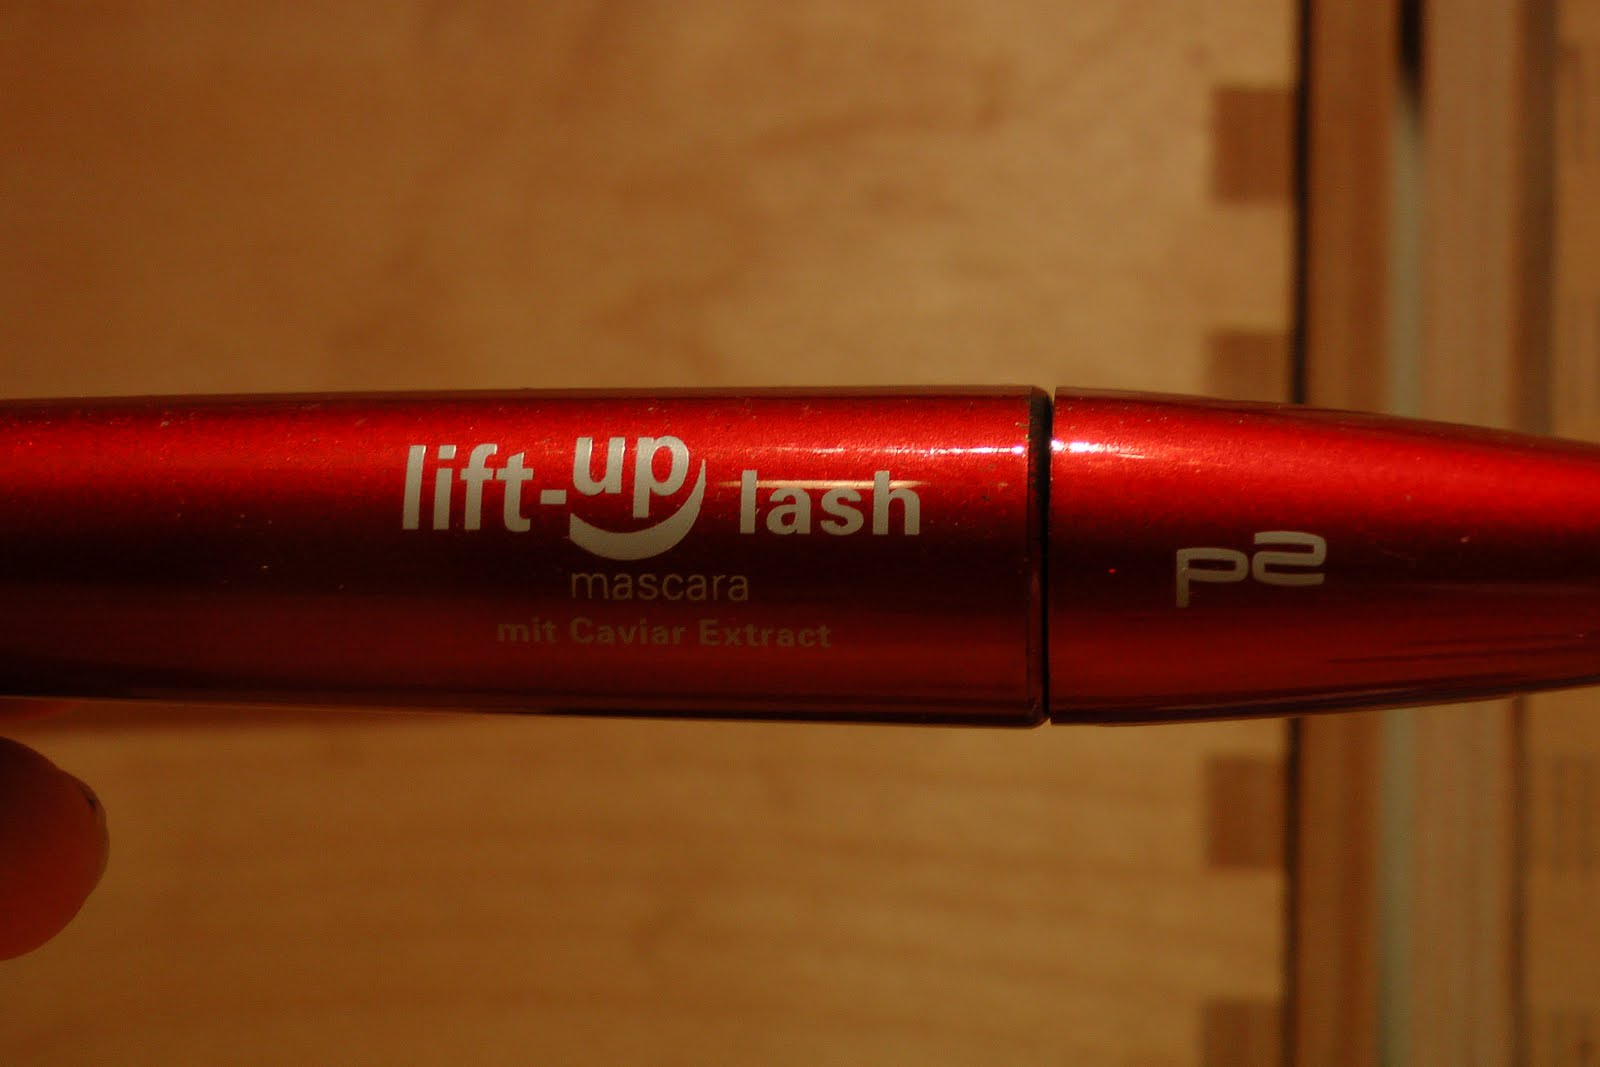 lift-up lash
mascara
mit Caviar Extract
p2